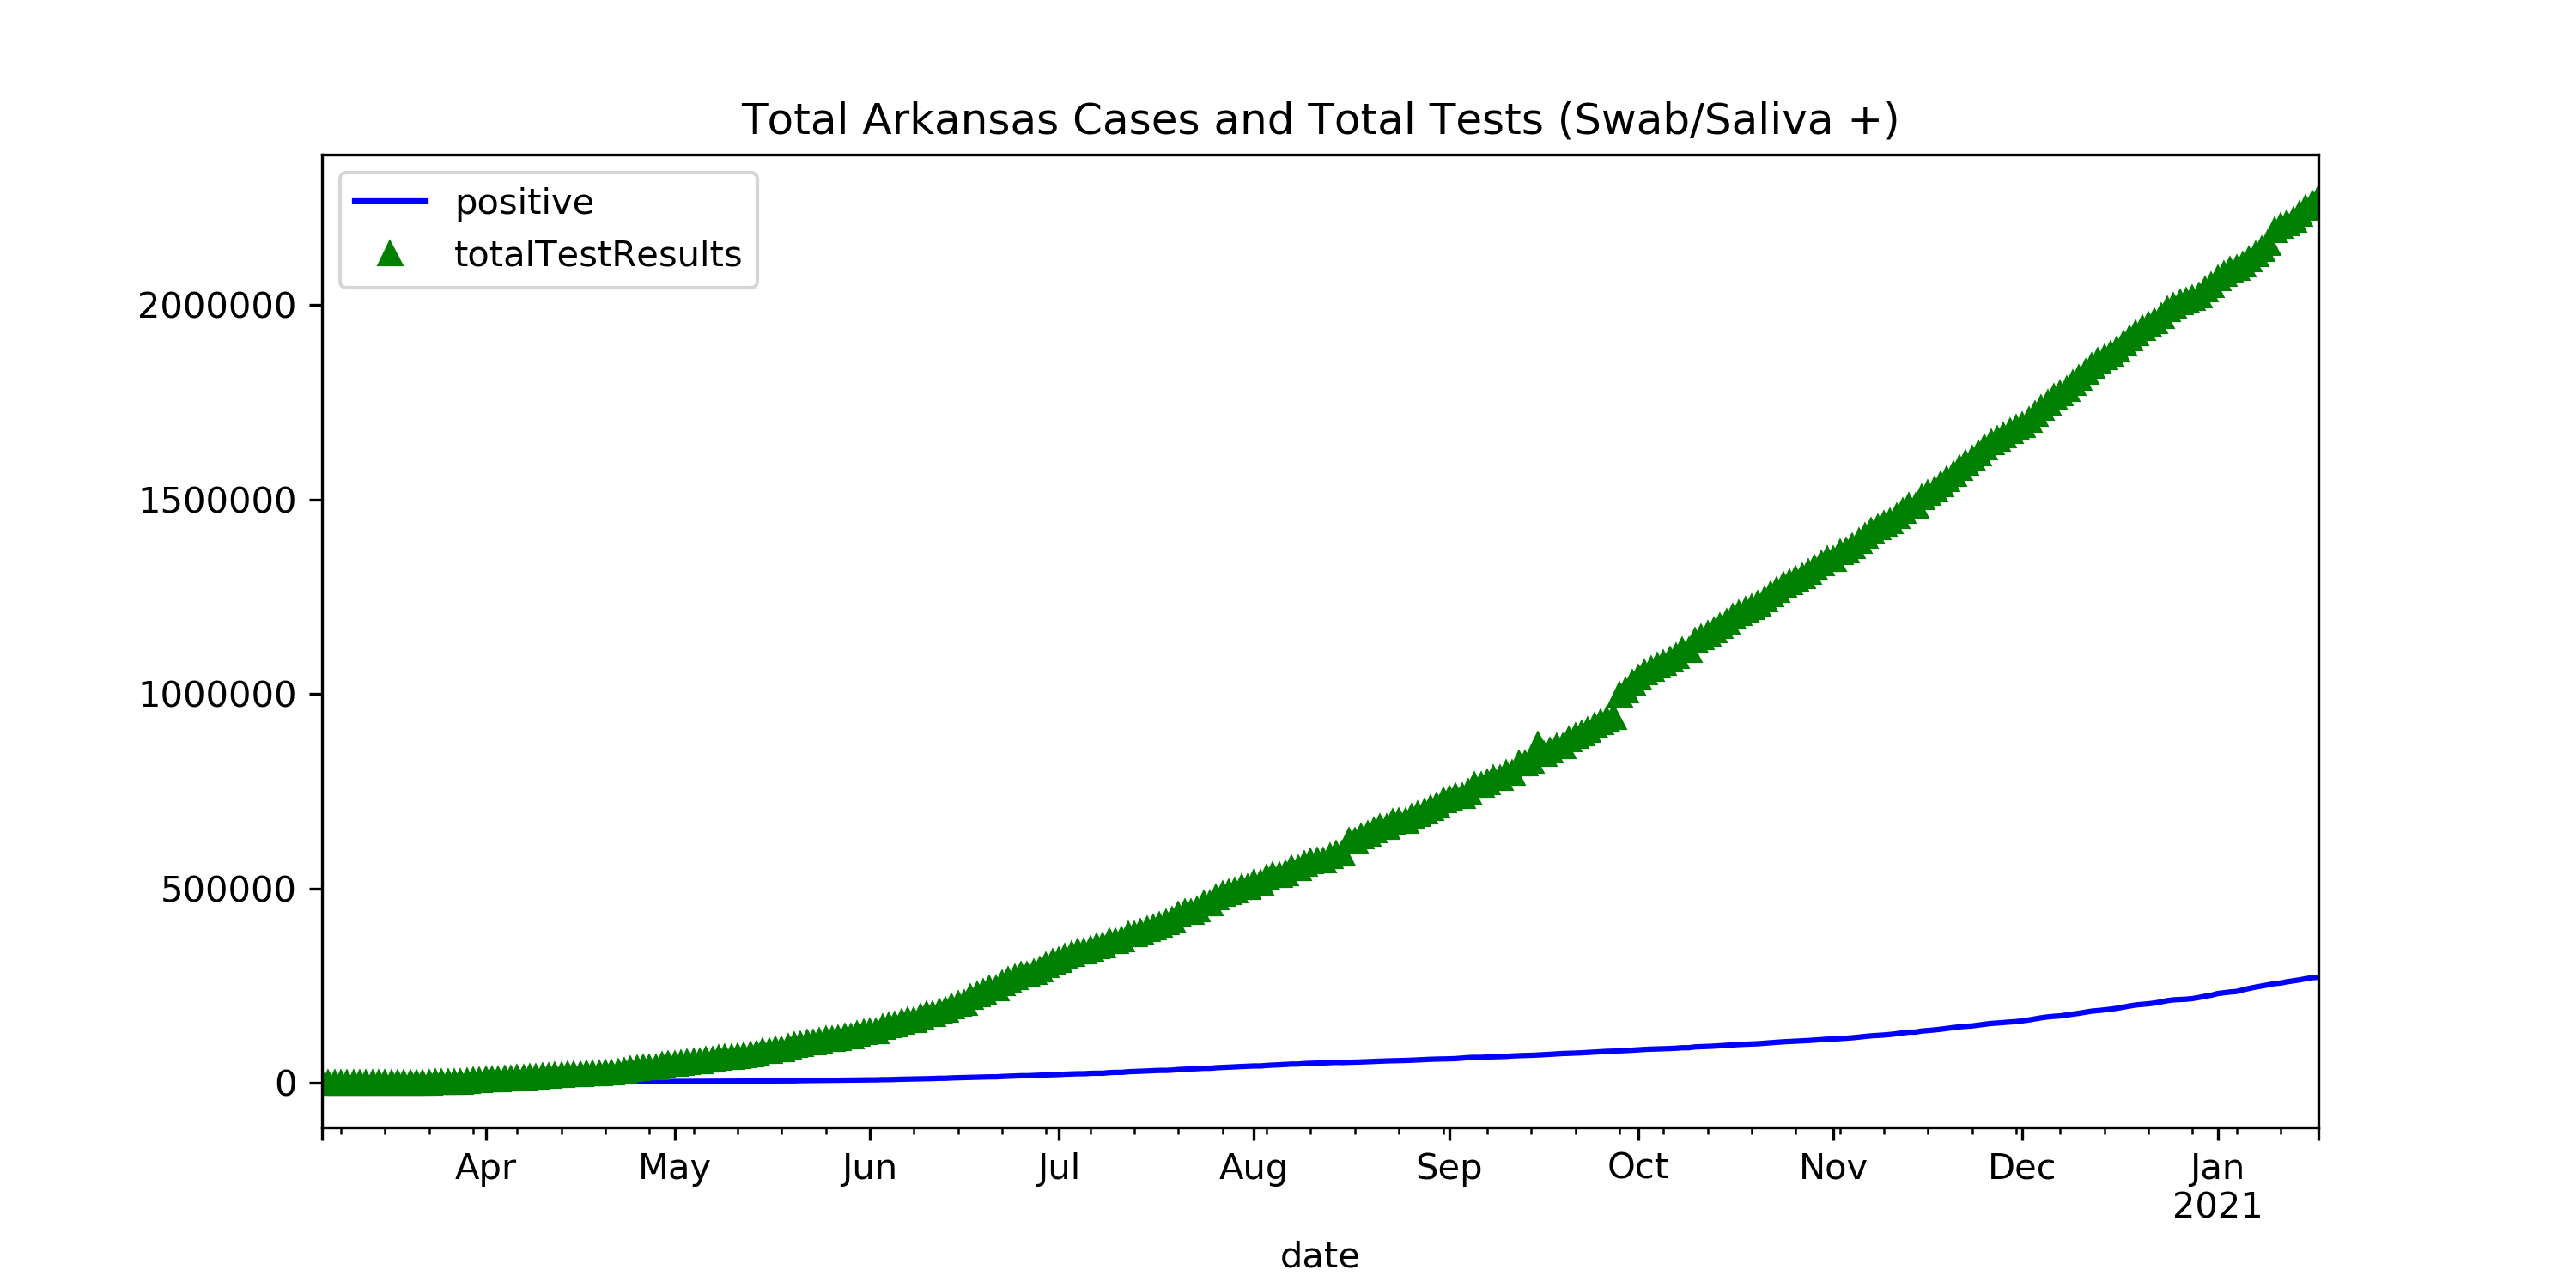 Total Arkansas Cases and Total Tests (Swab/Saliva +)
positive
totalTestResults
2000000
1500000
1000000
500000
0
Apr May Jun Jul Aug Sep Oct Nov Dec Jan
2021
date